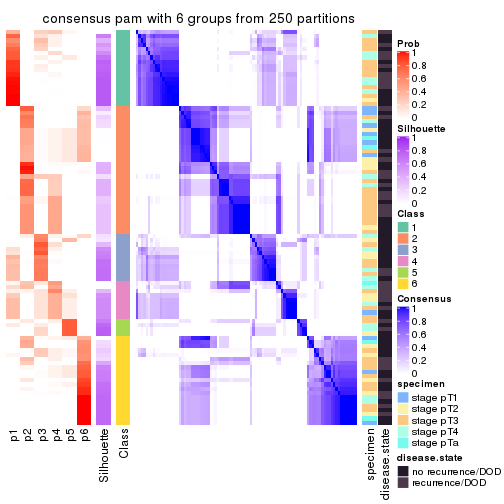 consensus pam with 6 groups from 250 partitions
Prob
1
0.8
0.6
0.4
0.2
0
Silhouette
1
0.8
0.6
0.4
0.2
0
Class
1
2
3
4
5
6
Consensus
1
0.8
0.6
0.4
0.2
0
specimen
stage pT1
stage pT2
stage pT3
stage pT4
stage pTa
disease.state
no recurrence/DOD
recurrence/DOD
p1
p2
p3
p4
p5
p6
Silhouette
Class
specimen
disease.state